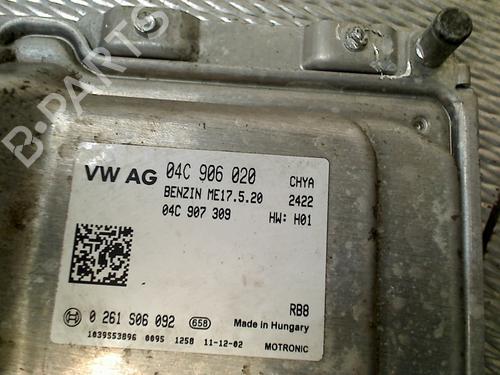 B-PARTS
VW AG 04C 906 020 CHYA
BENZIN ME17.5.20 2422
04C 907 309 HW: H01
RB8
0 261 S06 092 658 Made in Hungary
1039S53896 0095 1258 11-12-02 MOTRONIC